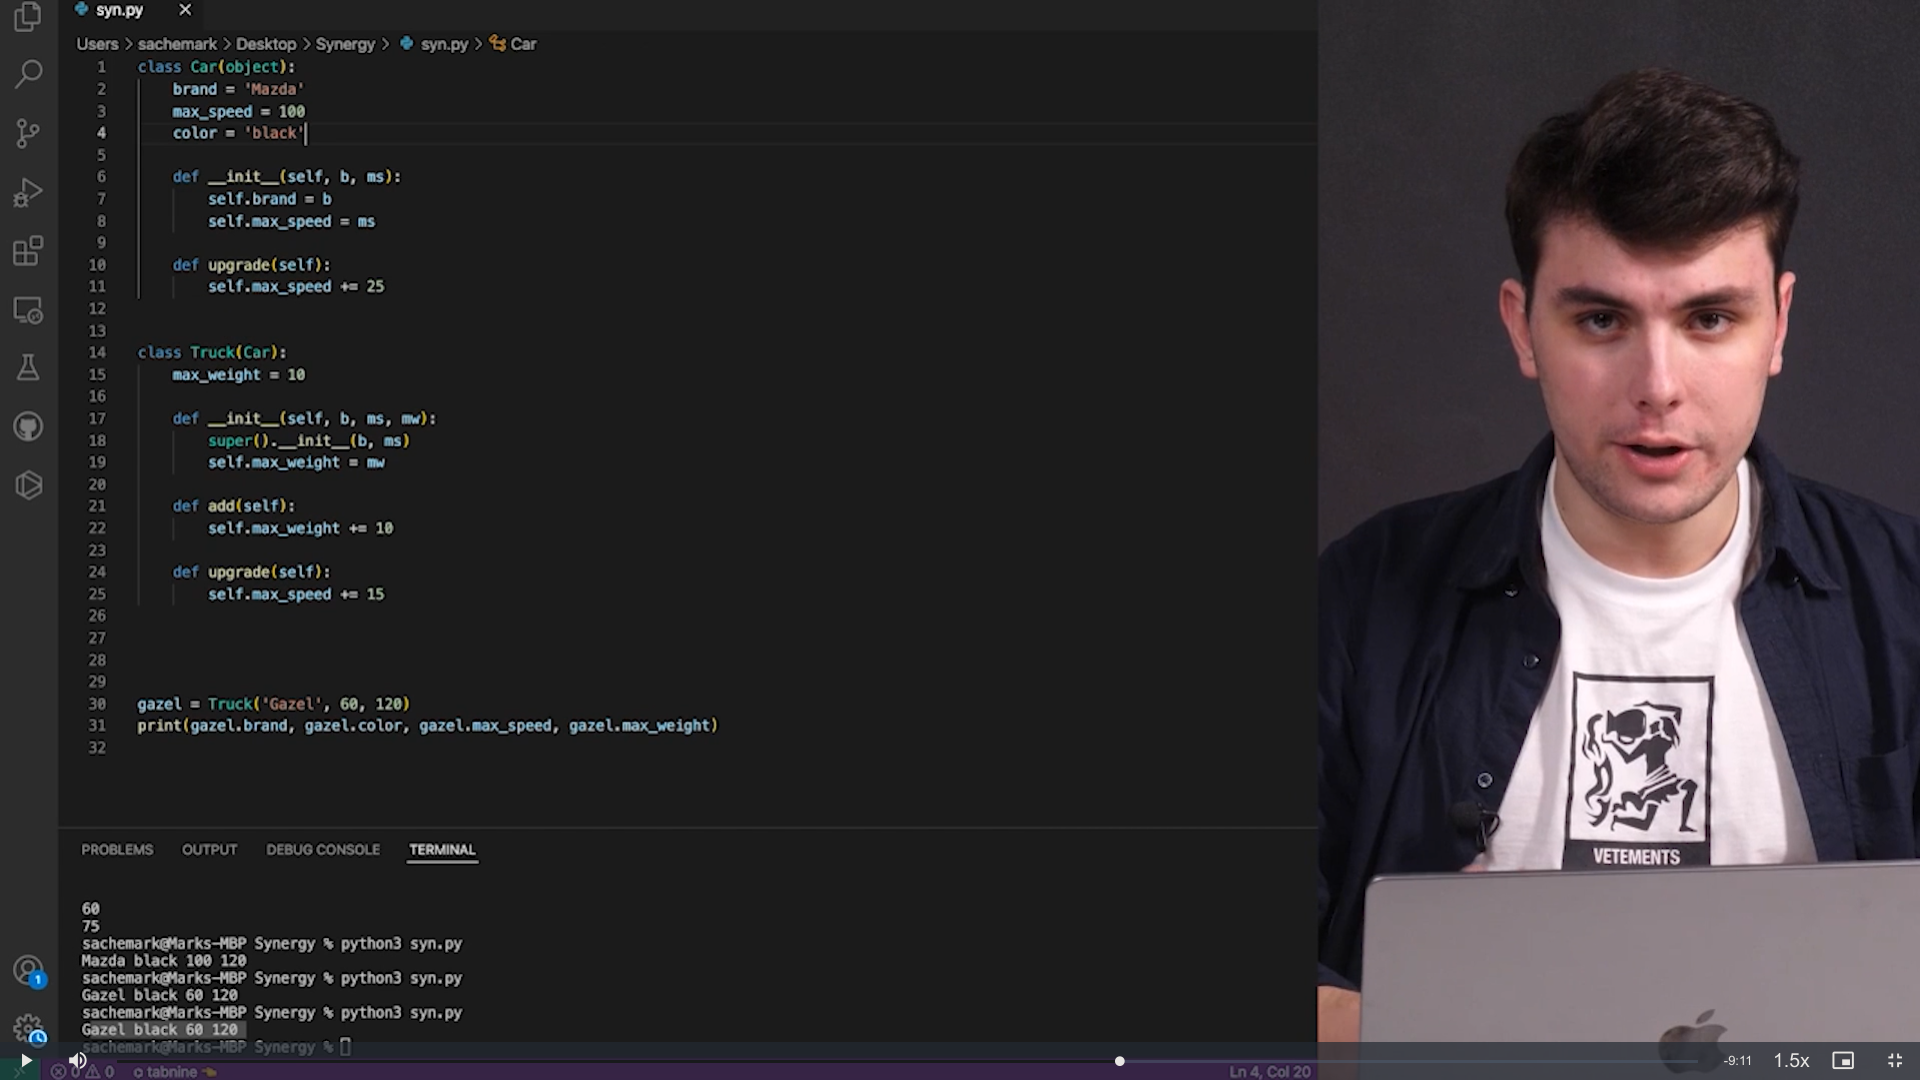 syn.py
Users > sachemark > Desktop > Synergy > syn.py > Car
1 class Car(object):
2 brand = 'Mazda'
3 max_speed = 100
4 color = 'black'
5
6 def __init__(self, b, ms):
7 self.brand = b
8 self.max_speed = ms
9
10 def upgrade(self):
11 self.max_speed += 25
12
13
14 class Truck(Car):
15 max_weight = 10
16
17 def __init__(self, b, ms, mw):
18 super().__init__(b, ms)
19 self.max_weight = mw
20
21 def add(self):
22 self.max_weight += 10
23
24 def upgrade(self):
25 self.max_speed += 15
26
27
28
29
30 gazel = Truck('Gazel', 60, 120)
31 print(gazel.brand, gazel.color, gazel.max_speed, gazel.max_weight)
32
PROBLEMS OUTPUT DEBUG CONSOLE TERMINAL
60
75
sachemark@Marks-MBP Synergy % python3 syn.py
Mazda black 100 120
sachemark@Marks-MBP Synergy % python3 syn.py
Gazel black 60 120
sachemark@Marks-MBP Synergy % python3 syn.py
Gazel black 60 120
sachemark@Marks-MBP Synergy %
1
VETEMENTS
-9:11 1.5x
0 0 tabnine Ln 4, Col 20